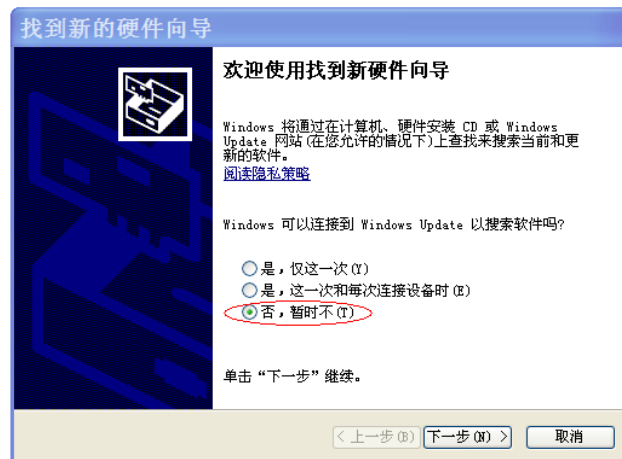 找到新的硬件向导
欢迎使用找到新硬件向导
Windows 将通过在计算机、硬件安装 CD 或 Windows
Update 网站(在您允许的情况下)上查找来搜索当前和更
新的软件。
阅读隐私策略
Windows 可以连接到 Windows Update 以搜索软件吗?
是，仅这一次(Y)
是，这一次和每次连接设备时(E)
否，暂时不(T)
单击“下一步”继续。
< 上一步(B) 下一步(N) > 取消